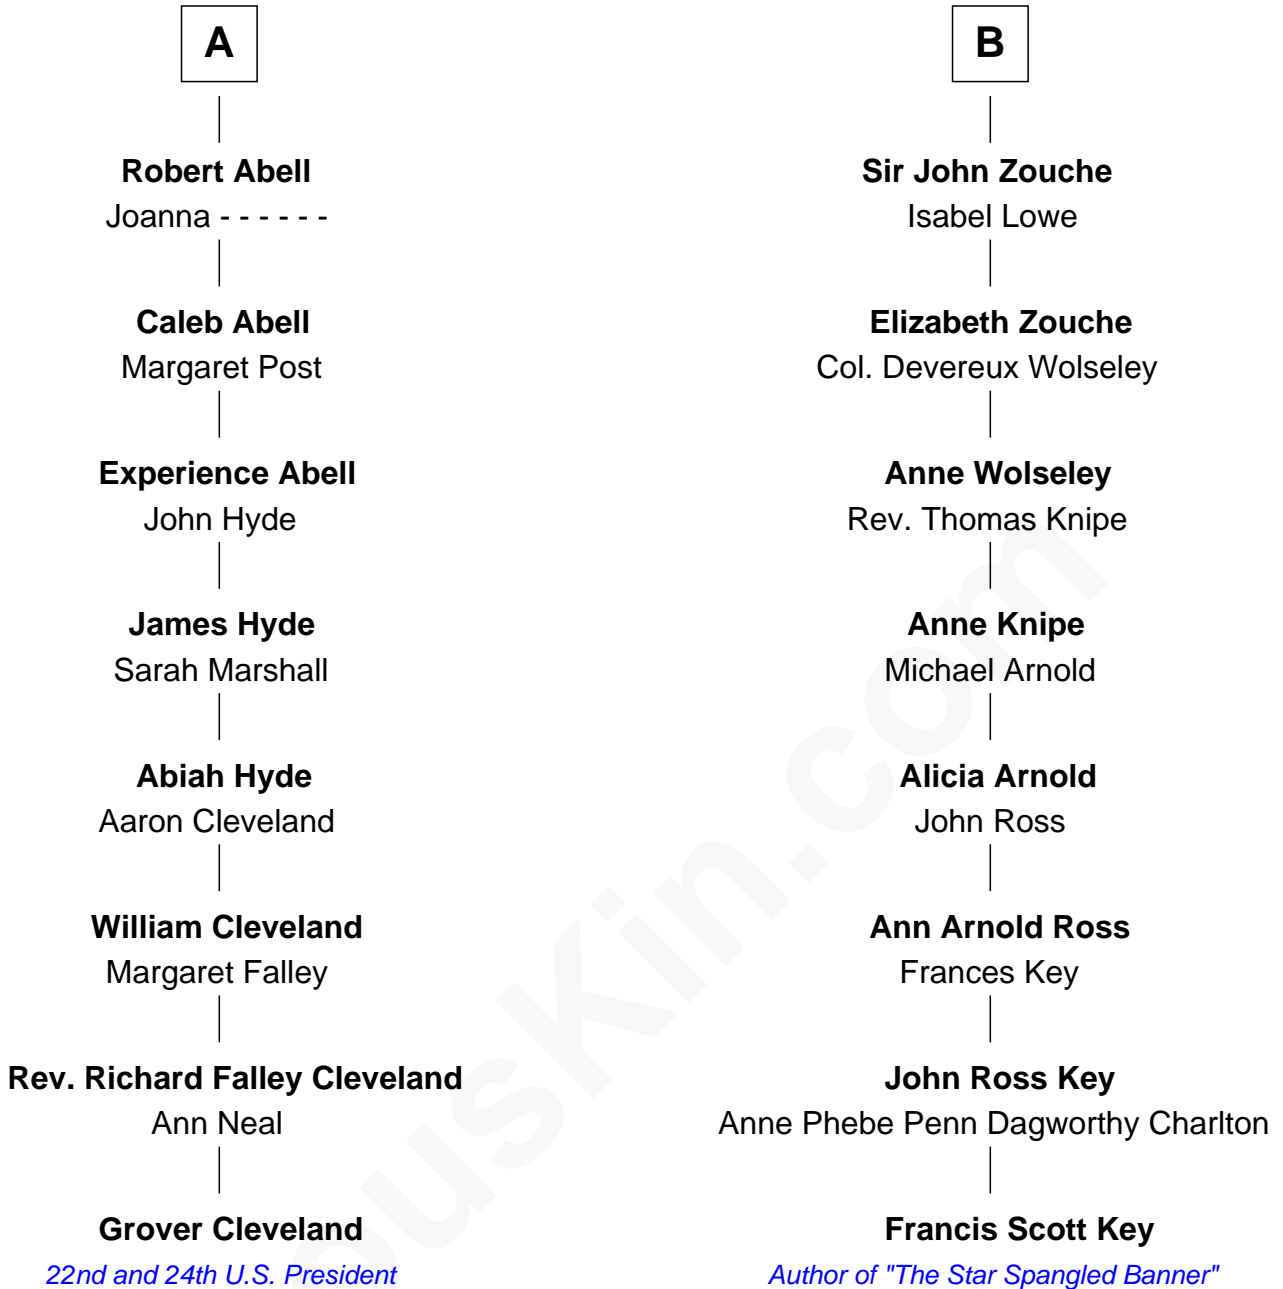 A
Robert Abell
Joanna - - - - - -
Caleb Abell
Margaret Post
Experience Abell
John Hyde
James Hyde
Sarah Marshall
Abiah Hyde
Aaron Cleveland
William Cleveland
Margaret Falley
Rev. Richard Falley Cleveland
Ann Neal
Grover Cleveland
22nd and 24th U.S. President
B
Sir John Zouche
Isabel Lowe
Elizabeth Zouche
Col. Devereux Wolseley
Anne Wolseley
Rev. Thomas Knipe
Anne Knipe
Michael Arnold
Alicia Arnold
John Ross
Ann Arnold Ross
Frances Key
John Ross Key
Anne Phebe Penn Dagworthy Charlton
Francis Scott Key
Author of "The Star Spangled Banner"
ousKin.com